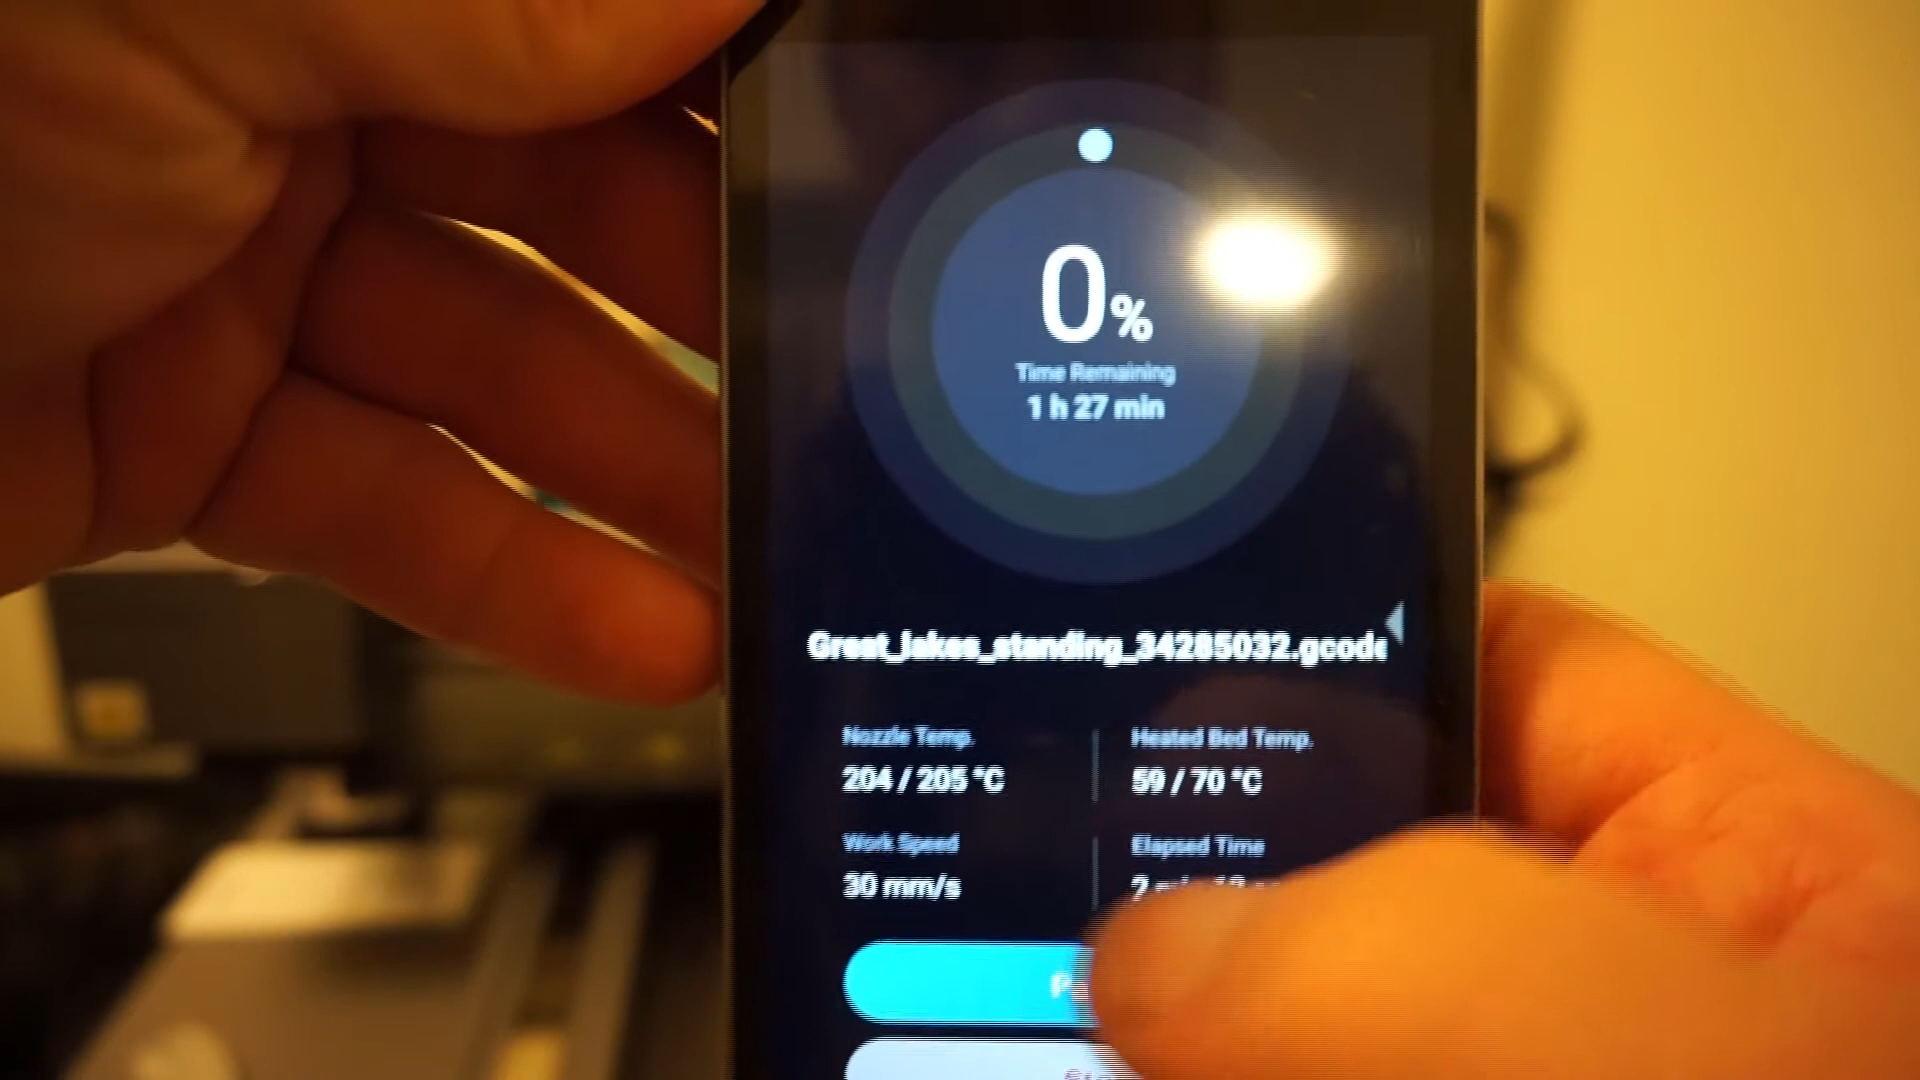 0%
Time Remaining
1 h 27 min
Great_lakes_standing_34285032.gcode
Nozzle Temp.
Heated Bed Temp.
204 / 205 °C
59 / 70 °C
Work Speed
Elapsed Time
30 mm/s
2